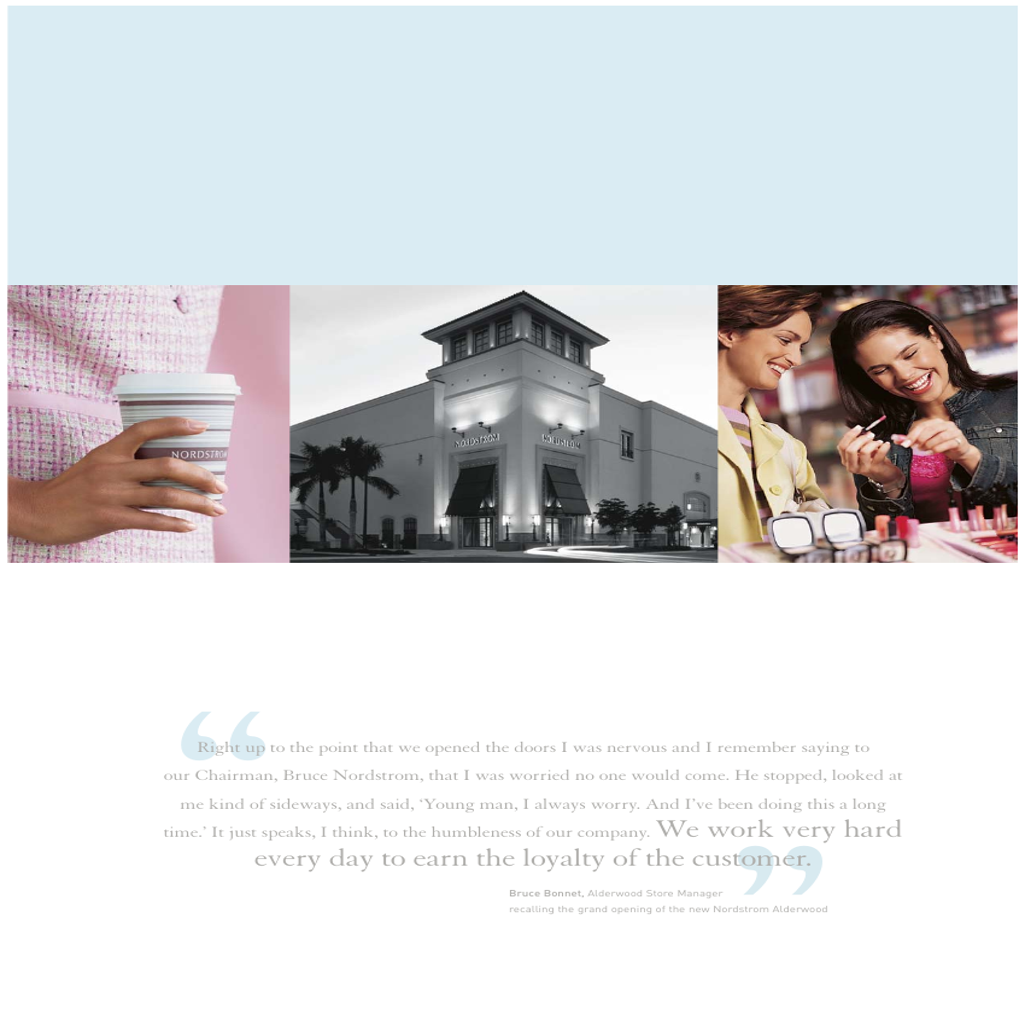 NORDSTROM
NORDSTROM
NORDSTROM
“Right up to the point that we opened the doors I was nervous and I remember saying to
our Chairman, Bruce Nordstrom, that I was worried no one would come. He stopped, looked at
me kind of sideways, and said, ‘Young man, I always worry. And I’ve been doing this a long
time.’ It just speaks, I think, to the humbleness of our company. We work very hard
every day to earn the loyalty of the customer.”
Bruce Bonnet, Alderwood Store Manager
recalling the grand opening of the new Nordstrom Alderwood